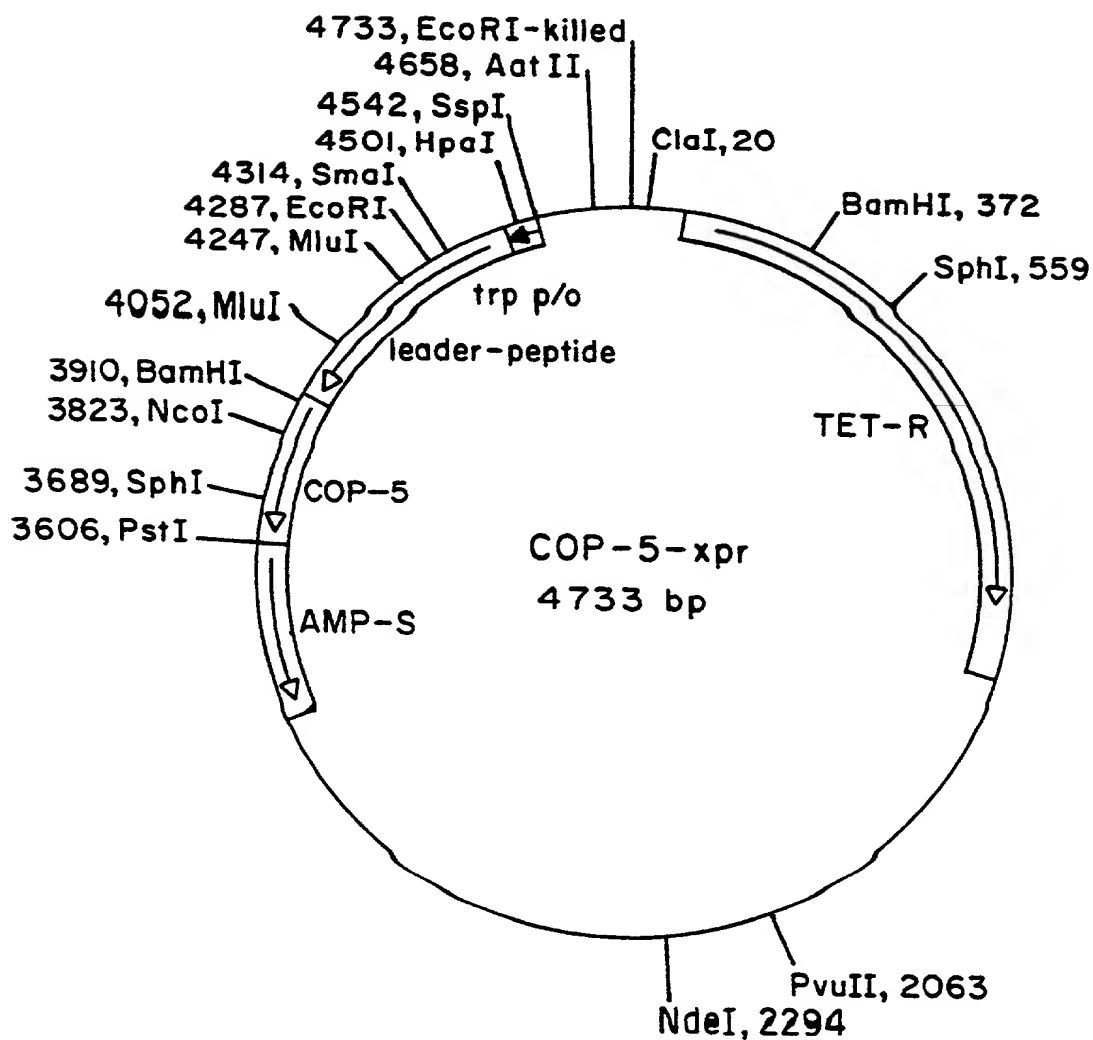 4733, EcoRI-killed
4658, AatII
4542, SspI
4501, HpaI
4314, SmaI
4287, EcoRI
4247, MluI
4052, MluI
3910, BamHI
3823, NcoI
3689, SphI
3606, PstI
ClaI, 20
BamHI, 372
SphI, 559
trp p/o
leader-peptide
TET-R
COP-5
AMP-S
COP-5-xpr
4733 bp
PvuII, 2063
NdeI, 2294